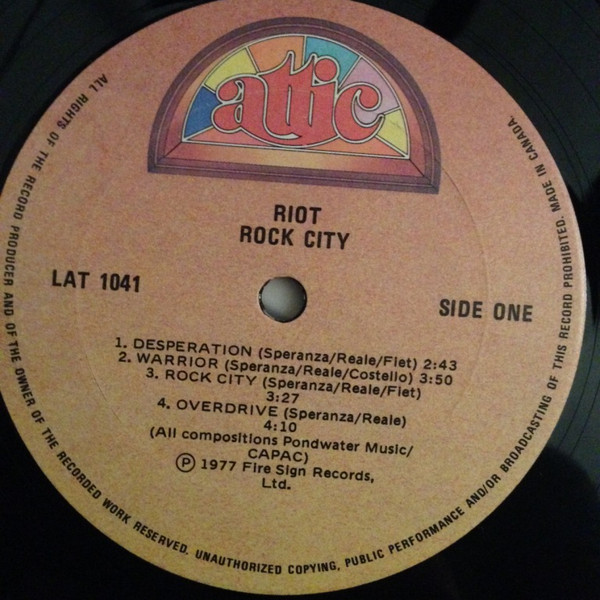 attic
RIOT
ROCK CITY
LAT 1041
SIDE ONE
1. DESPERATION (Speranza/Reale/Flet) 2:43
2. WARRIOR (Speranza/Reale/Costello) 3:50
3. ROCK CITY (Speranza/Reale/Flet)
3:27
4. OVERDRIVE (Speranza/Reale)
4:10
(All compositions Pondwater Music/
CAPAC)
Ⓟ 1977 Fire Sign Records,
Ltd.
ALL RIGHTS OF THE RECORD PRODUCER AND OF THE OWNER OF THE RECORDED WORK RESERVED. UNAUTHORIZED COPYING, PUBLIC PERFORMANCE AND/OR BROADCASTING OF THIS RECORD PROHIBITED. MADE IN CANADA.